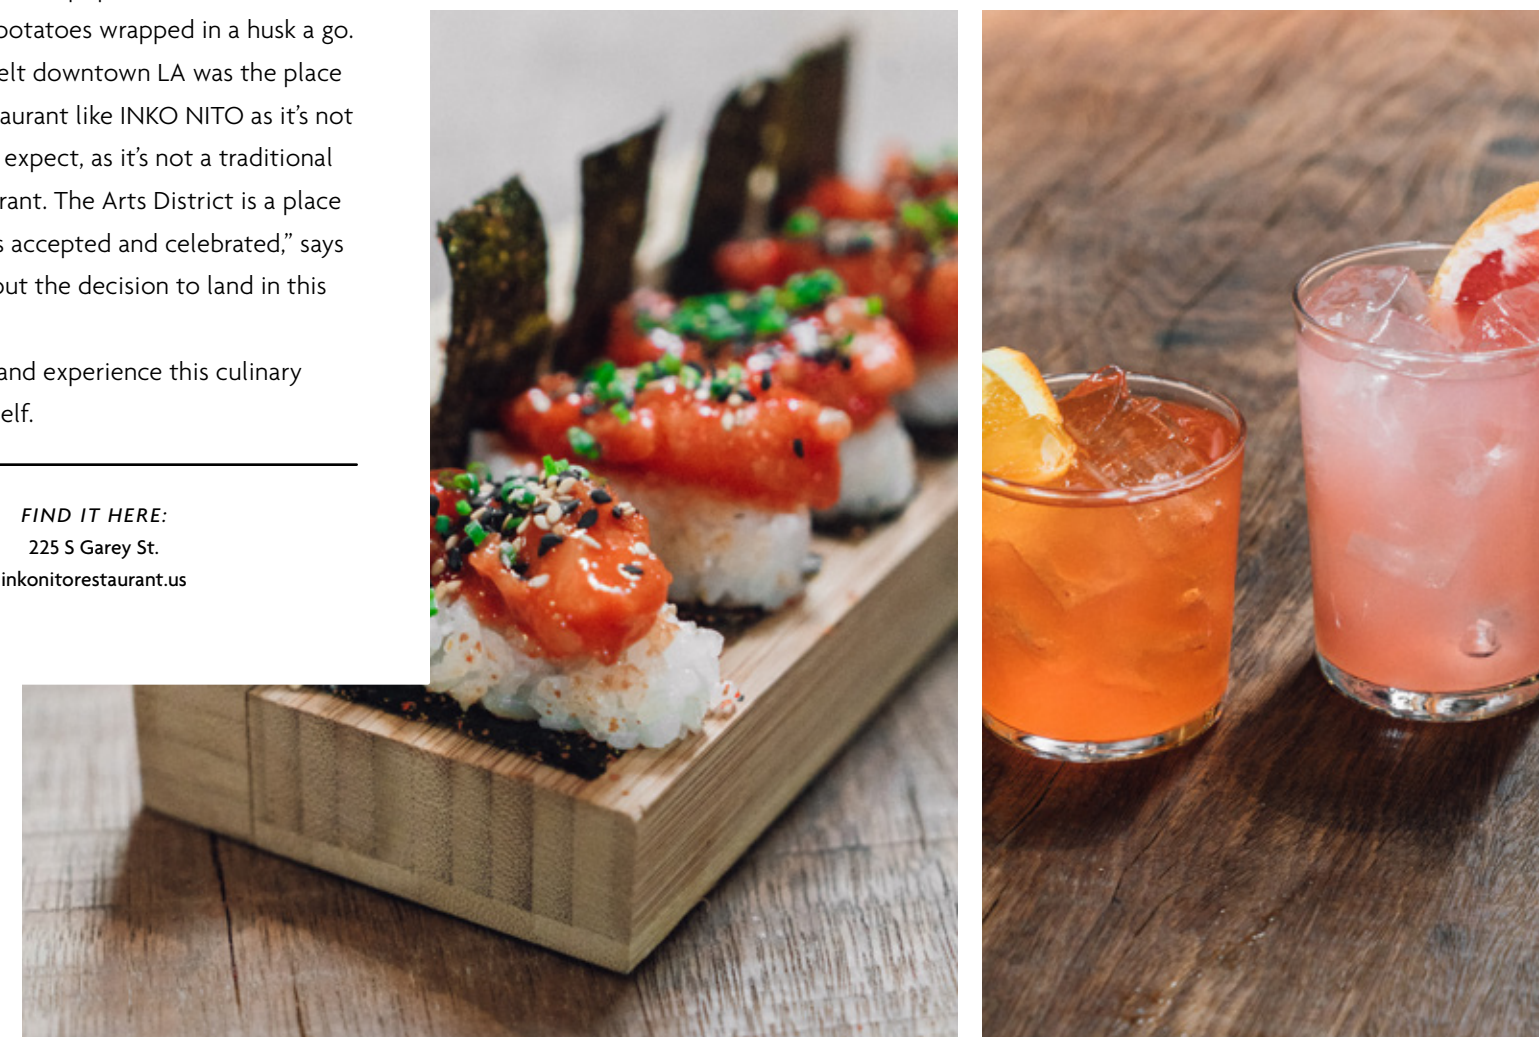 potatoes wrapped in a husk a go.
elt downtown LA was the place
aurant like INKO NITO as it’s not
expect, as it’s not a traditional
rant. The Arts District is a place
s accepted and celebrated,” says
out the decision to land in this
and experience this culinary
elf.
FIND IT HERE:
225 S Garey St.
inkonitorestaurant.us